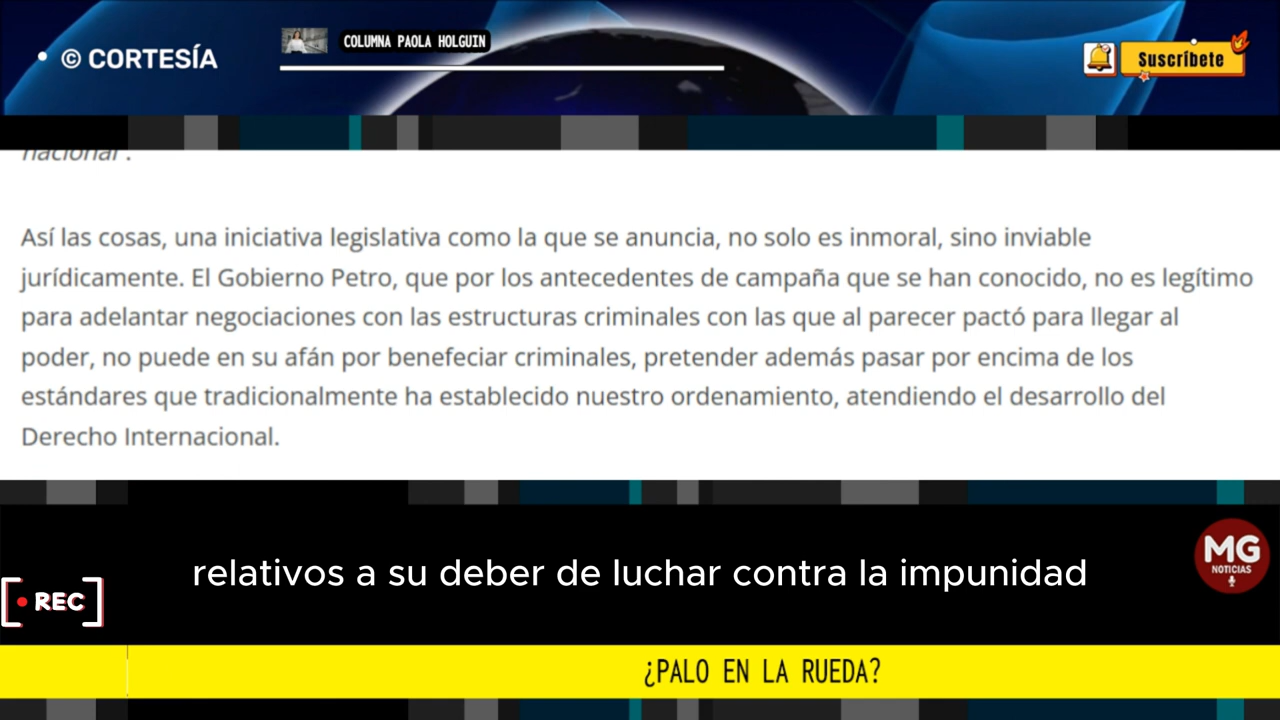 © CORTESÍA
COLUMNA PAOLA HOLGUIN
Suscríbete
nacional".
Así las cosas, una iniciativa legislativa como la que se anuncia, no solo es inmoral, sino inviable
jurídicamente. El Gobierno Petro, que por los antecedentes de campaña que se han conocido, no es legítimo
para adelantar negociaciones con las estructuras criminales con las que al parecer pactó para llegar al
poder, no puede en su afán por benefeciar criminales, pretender además pasar por encima de los
estándares que tradicionalmente ha establecido nuestro ordenamiento, atendiendo el desarrollo del
Derecho Internacional.
relativos a su deber de luchar contra la impunidad
MG
NOTICIAS
REC
¿PALO EN LA RUEDA?